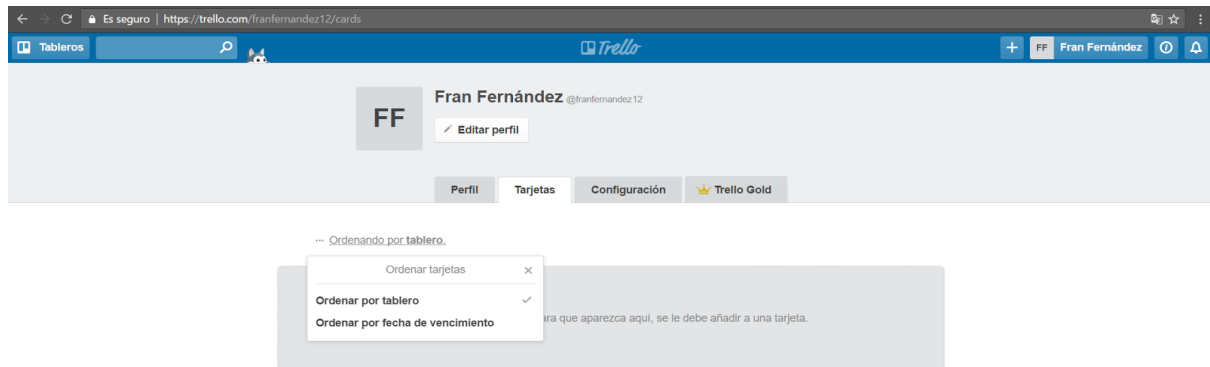 Es seguro | https://trello.com/franfernandez12/cards
Tableros Trello + FF Fran Fernández
FF
Fran Fernández @franfernandez12
Editar perfil
Perfil Tarjetas Configuración Trello Gold
··· Ordenando por tablero.
Ordenar tarjetas ×
Ordenar por tablero ✓
Ordenar por fecha de vencimiento
que aparezca aquí, se le debe añadir a una tarjeta.